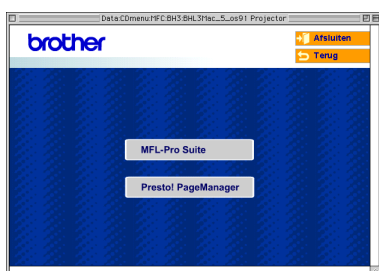 Data:CDmenu:MFC:BH3:BHL3Mac_5_os91 Projector
brother
Afsluiten
Terug
MFL-Pro Suite
Presto! PageManager